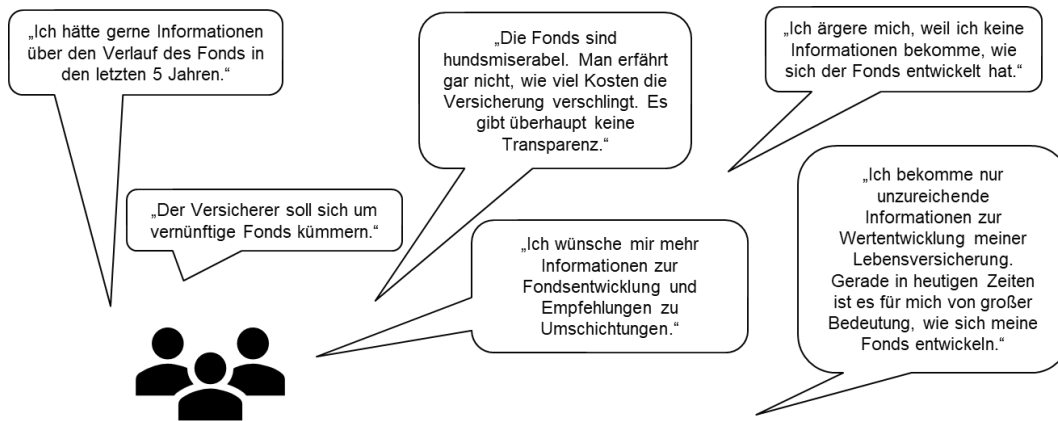 „Ich hätte gerne Informationen
über den Verlauf des Fonds in
den letzten 5 Jahren.“
„Die Fonds sind
hundsmiserabel. Man erfährt
gar nicht, wie viel Kosten die
Versicherung verschlingt. Es
gibt überhaupt keine
Transparenz.“
„Ich ärgere mich, weil ich keine
Informationen bekomme, wie
sich der Fonds entwickelt hat.“
„Der Versicherer soll sich um
vernünftige Fonds kümmern.“
„Ich wünsche mir mehr
Informationen zur
Fondsentwicklung und
Empfehlungen zu
Umschichtungen.“
„Ich bekomme nur
unzureichende
Informationen zur
Wertentwicklung meiner
Lebensversicherung.
Gerade in heutigen Zeiten
ist es für mich von großer
Bedeutung, wie sich meine
Fonds entwickeln.“